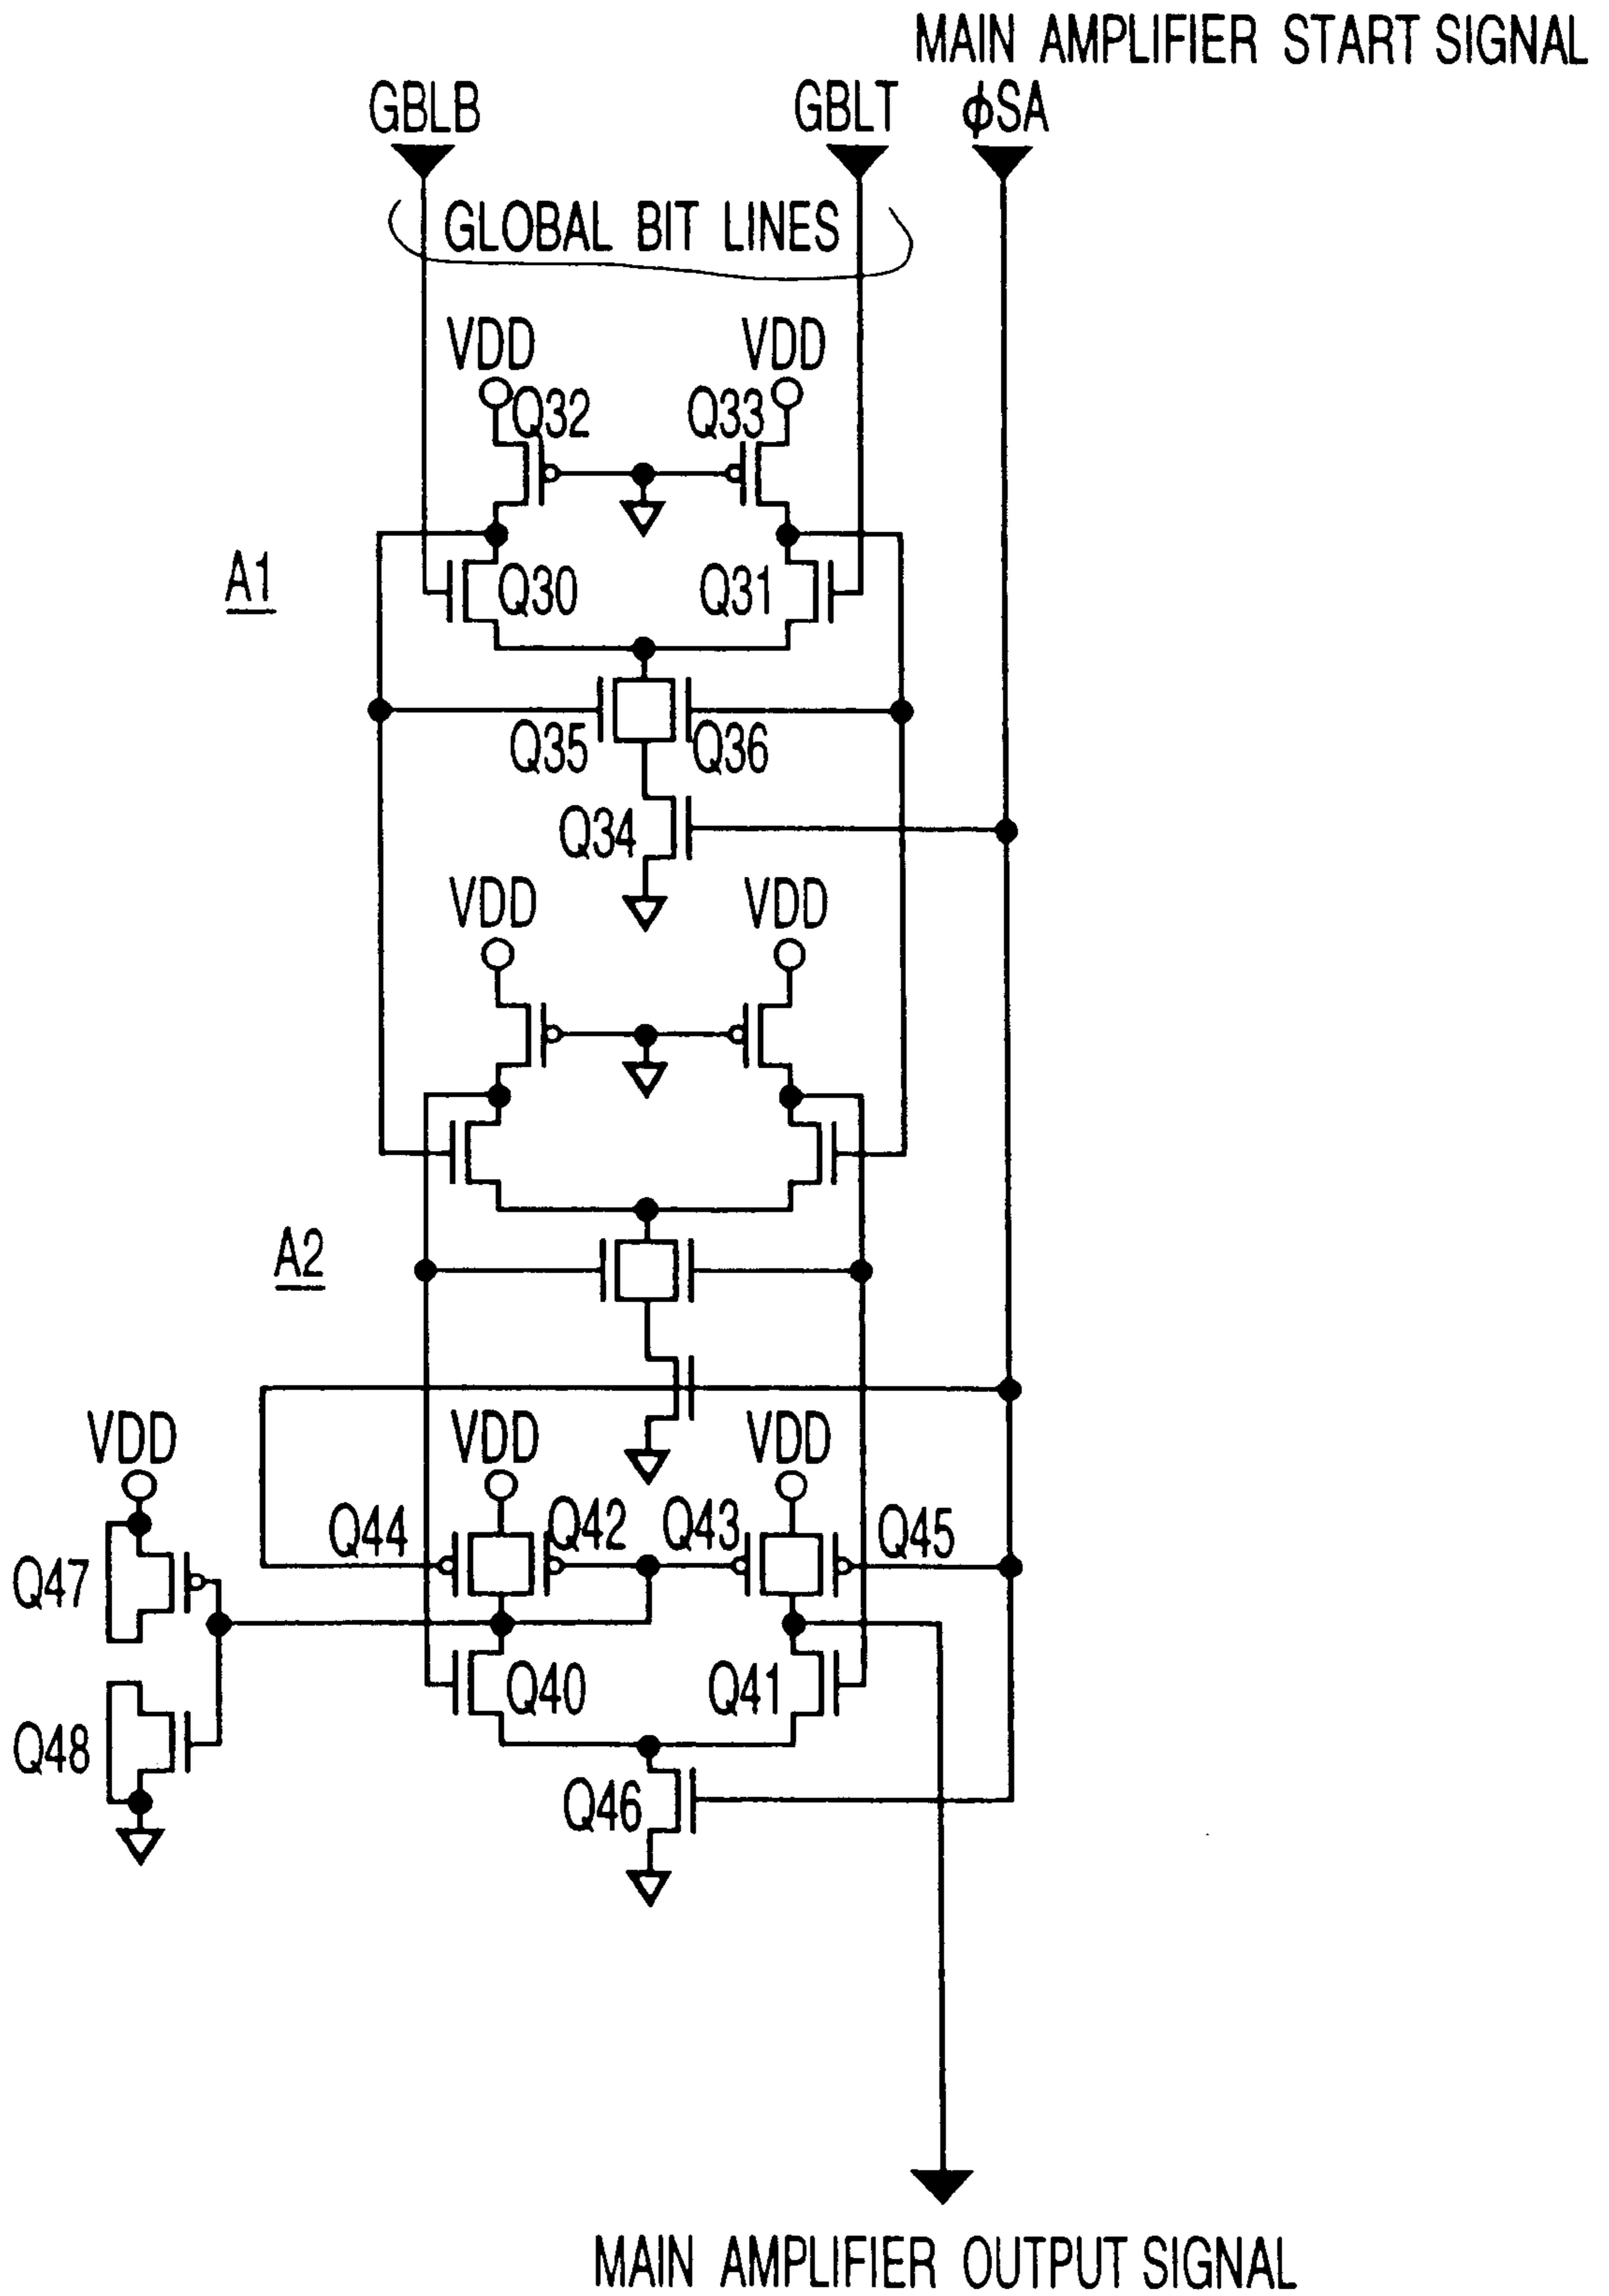 MAIN AMPLIFIER START SIGNAL
GBLB
GBLT
ϕSA
GLOBAL BIT LINES
VDD
VDD
Q32
Q33
A1
Q30
Q31
Q35
Q36
Q34
VDD
VDD
A2
VDD
VDD
VDD
Q44
Q42
Q43
Q45
Q47
Q40
Q41
Q48
Q46
MAIN AMPLIFIER OUTPUT SIGNAL